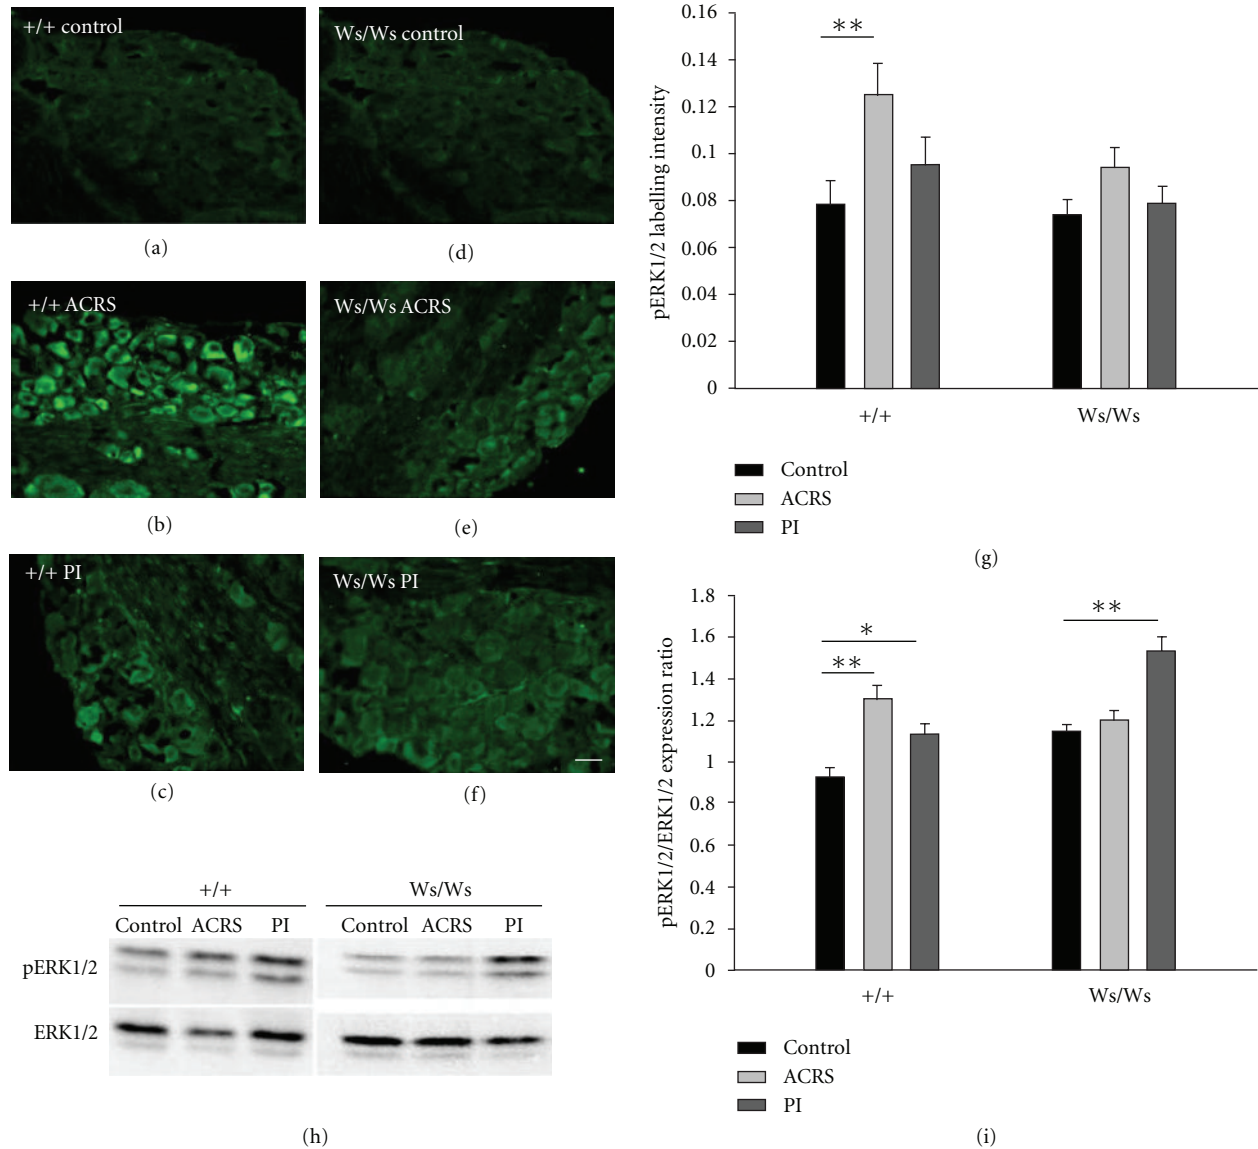 +/+ control
(a)
Ws/Ws control
(d)
+/+ ACRS
(b)
Ws/Ws ACRS
(e)
+/+ PI
(c)
Ws/Ws PI
(f)
+/+
Ws/Ws
Control ACRS PI
Control ACRS PI
pERK1/2
ERK1/2
(h)
pERK1/2 labelling intensity
0.16
0.14
0.12
0.1
0.08
0.06
0.04
0.02
0
**
+/+
Ws/Ws
Control
ACRS
PI
(g)
pERK1/2/ERK1/2 expression ratio
1.8
1.6
1.4
1.2
1
0.8
0.6
0.4
0.2
0
*
**
**
+/+
Ws/Ws
Control
ACRS
PI
(i)